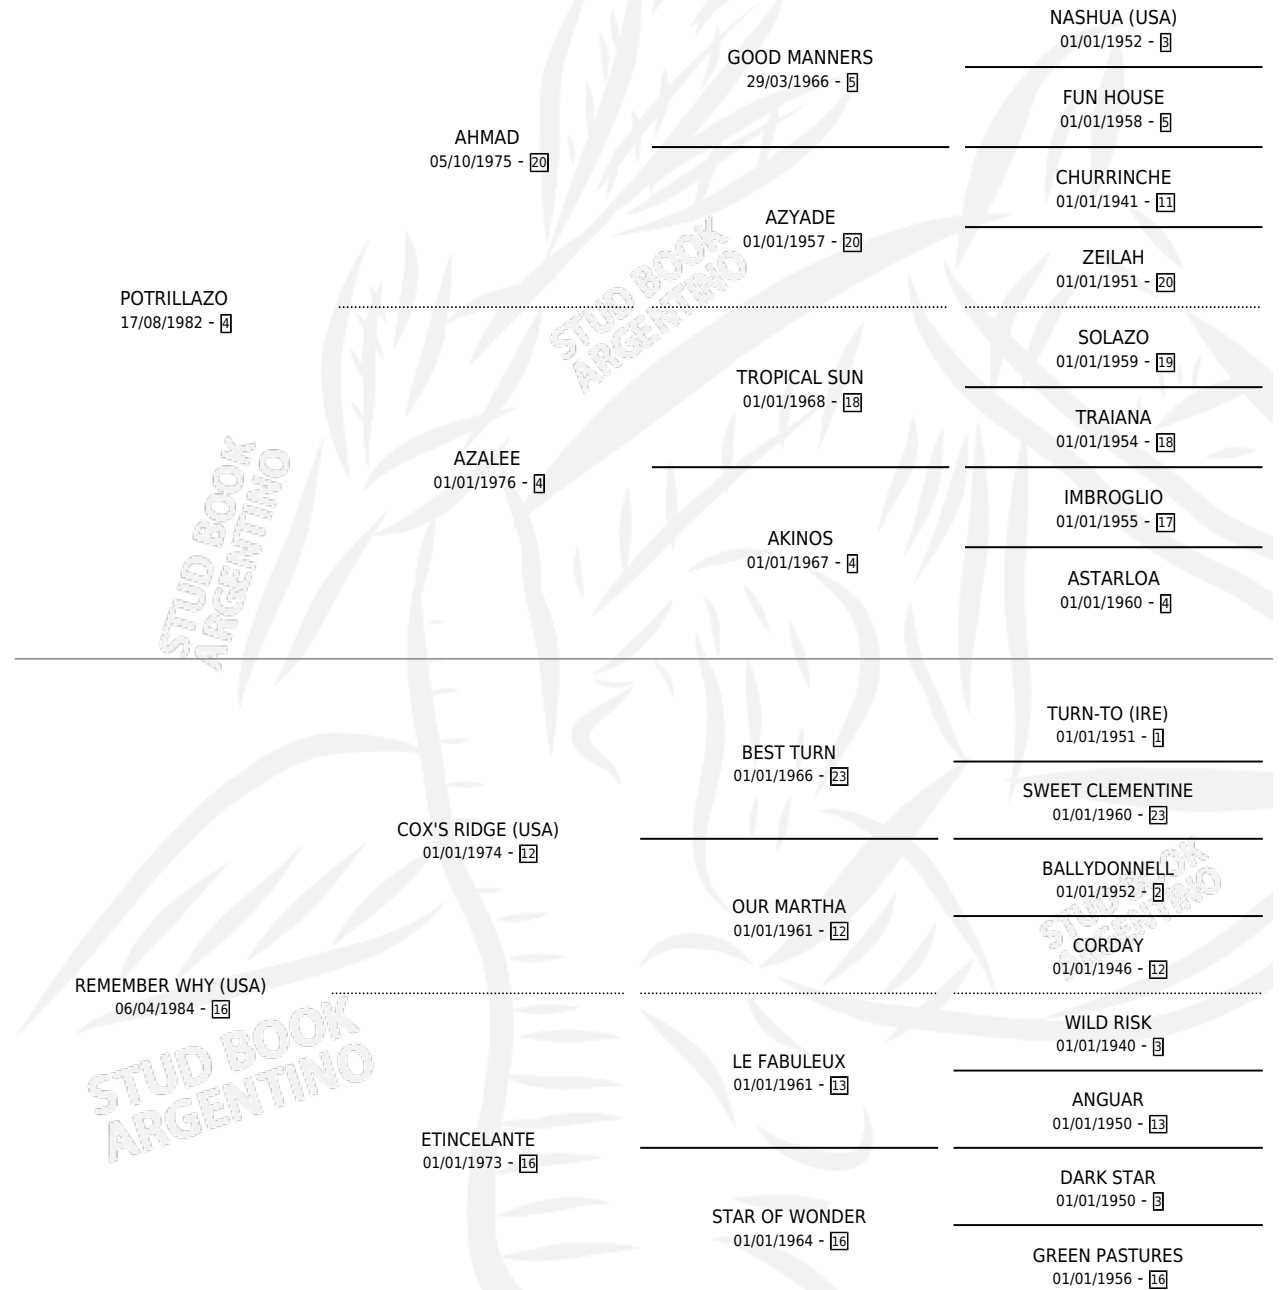 NASHUA (USA)
01/01/1952 - 3
GOOD MANNERS
29/03/1966 - 5
FUN HOUSE
01/01/1958 - 5
AHMAD
05/10/1975 - 20
CHURRINCHE
01/01/1941 - 11
AZYADE
01/01/1957 - 20
ZEILAH
01/01/1951 - 20
POTRILLAZO
17/08/1982 - 4
SOLAZO
01/01/1959 - 19
TROPICAL SUN
01/01/1968 - 18
TRAIANA
01/01/1954 - 18
AZALEE
01/01/1976 - 4
IMBROGLIO
01/01/1955 - 17
AKINOS
01/01/1967 - 4
ASTARLOA
01/01/1960 - 4
STUD BOOK
ARGENTINO
STUD BOOK
ARGENTINO
TURN-TO (IRE)
01/01/1951 - 1
BEST TURN
01/01/1966 - 23
SWEET CLEMENTINE
01/01/1960 - 23
COX'S RIDGE (USA)
01/01/1974 - 12
BALLYDONNELL
01/01/1952 - 2
OUR MARTHA
01/01/1961 - 12
CORDAY
01/01/1946 - 12
REMEMBER WHY (USA)
06/04/1984 - 16
WILD RISK
01/01/1940 - 3
LE FABULEUX
01/01/1961 - 13
ANGUAR
01/01/1950 - 13
ETINCELANTE
01/01/1973 - 16
DARK STAR
01/01/1950 - 3
STAR OF WONDER
01/01/1964 - 16
GREEN PASTURES
01/01/1956 - 16
STUD BOOK
ARGENTINO
STUD BOOK
ARGENTINO